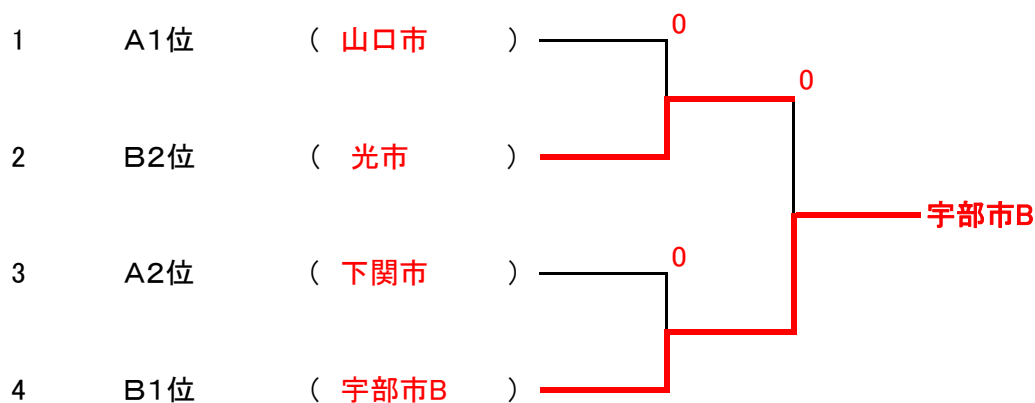 0
1 A1位 ( 山口市 )
0
2 B2位 ( 光市 )
宇部市B
0
3 A2位 ( 下関市 )
4 B1位 ( 宇部市B )